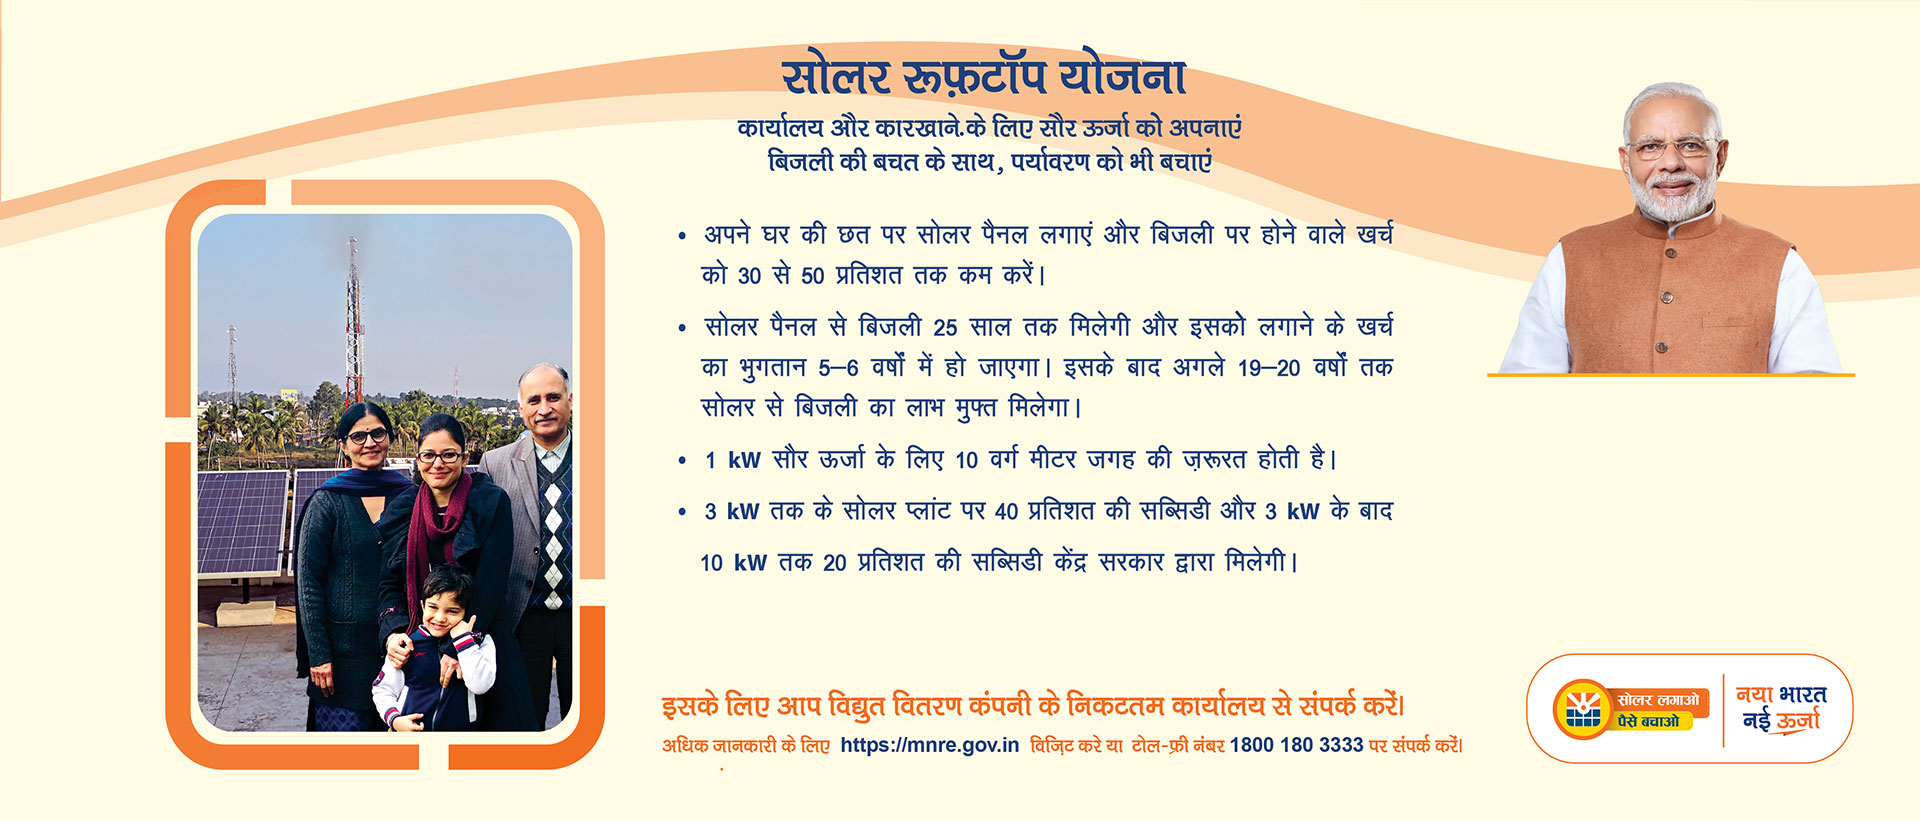 सोलर रूफ़टॉप योजना
कार्यालय और कारखाने.के लिए सौर ऊर्जा को अपनाएं
बिजली की बचत के साथ, पर्यावरण को भी बचाएं
• अपने घर की छत पर सोलर पैनल लगाएं और बिजली पर होने वाले खर्च
को 30 से 50 प्रतिशत तक कम करें।
• सोलर पैनल से बिजली 25 साल तक मिलेगी और इसकोे लगाने के खर्च
का भुगतान 5–6 वर्षों में हो जाएगा। इसके बाद अगले 19–20 वर्षों तक
सोलर से बिजली का लाभ मुफ्त मिलेगा।
• 1 kW सौर ऊर्जा के लिए 10 वर्ग मीटर जगह की ज़रूरत होती है।
• 3 kW तक के सोलर प्लांट पर 40 प्रतिशत की सब्सिडी और 3 kW के बाद
10 kW तक 20 प्रतिशत की सब्सिडी केंद्र सरकार द्वारा मिलेगी।
इसके लिए आप विद्युत वितरण कंपनी के निकटतम कार्यालय से संपर्क करें।
अधिक जानकारी के लिए https://mnre.gov.in विज़िट करे या टोल-फ्री नंबर 1800 180 3333 पर संपर्क करें।
सोलर लगाओ
पैसे बचाओ
नया भारत
नई ऊर्जा